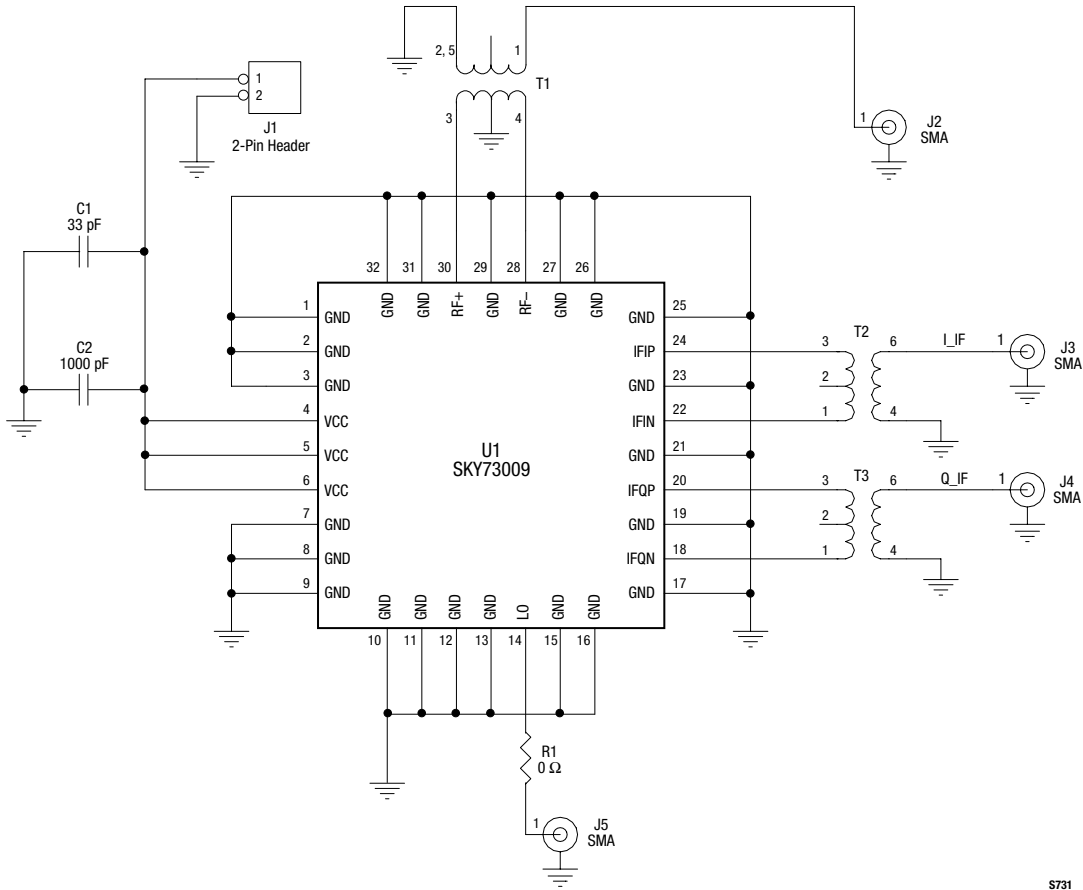 2, 5
1
T1
3
4
1
2
J1
2-Pin Header
1
J2
SMA
C1
33 pF
C2
1000 pF
32
31
30
29
28
27
26
GND
GND
RF+
GND
RF–
GND
GND
1
GND
2
GND
3
GND
4
VCC
5
VCC
6
VCC
7
GND
8
GND
9
GND
U1
SKY73009
25
GND
24
IFIP
23
GND
22
IFIN
21
GND
20
IFQP
19
GND
18
IFQN
17
GND
T2
3
2
1
6
4
I_IF
1
J3
SMA
T3
3
2
1
6
4
Q_IF
1
J4
SMA
GND
GND
GND
GND
LO
GND
GND
10
11
12
13
14
15
16
R1
0 Ω
1
J5
SMA
S731